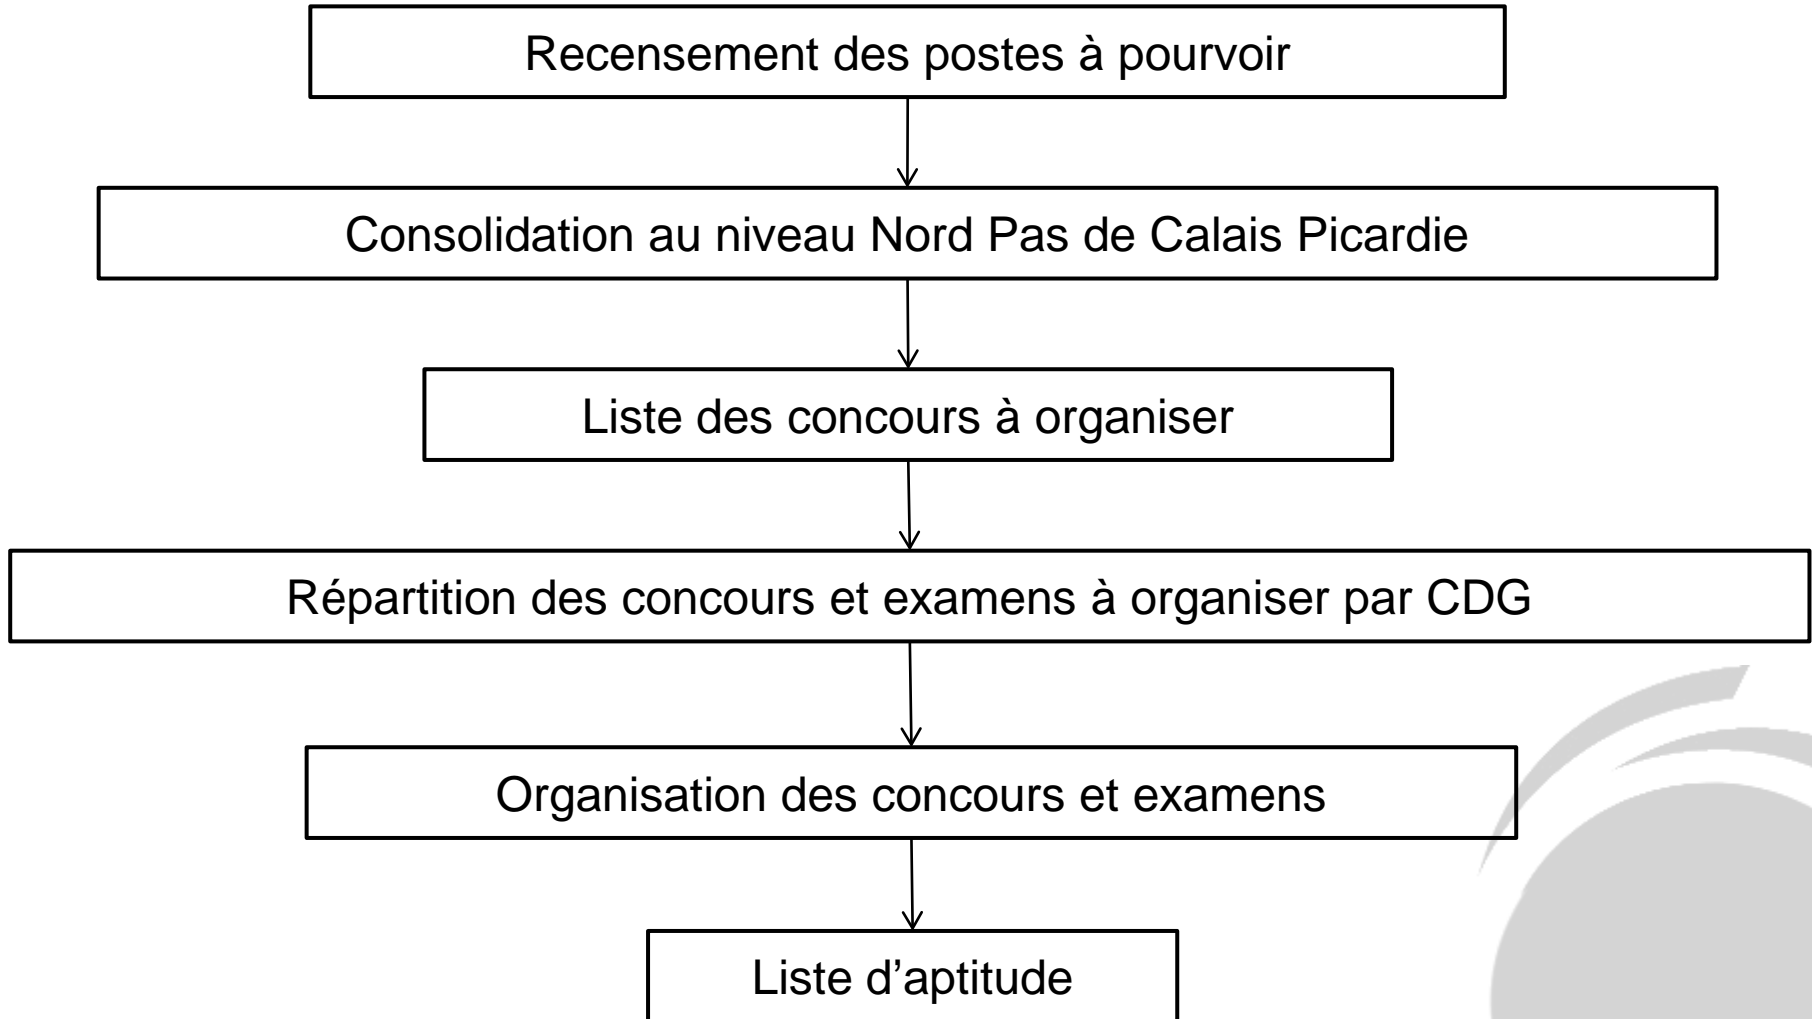 Recensement des postes à pourvoir
Consolidation au niveau Nord Pas de Calais Picardie
Liste des concours à organiser
Répartition des concours et examens à organiser par CDG
Organisation des concours et examens
Liste d’aptitude